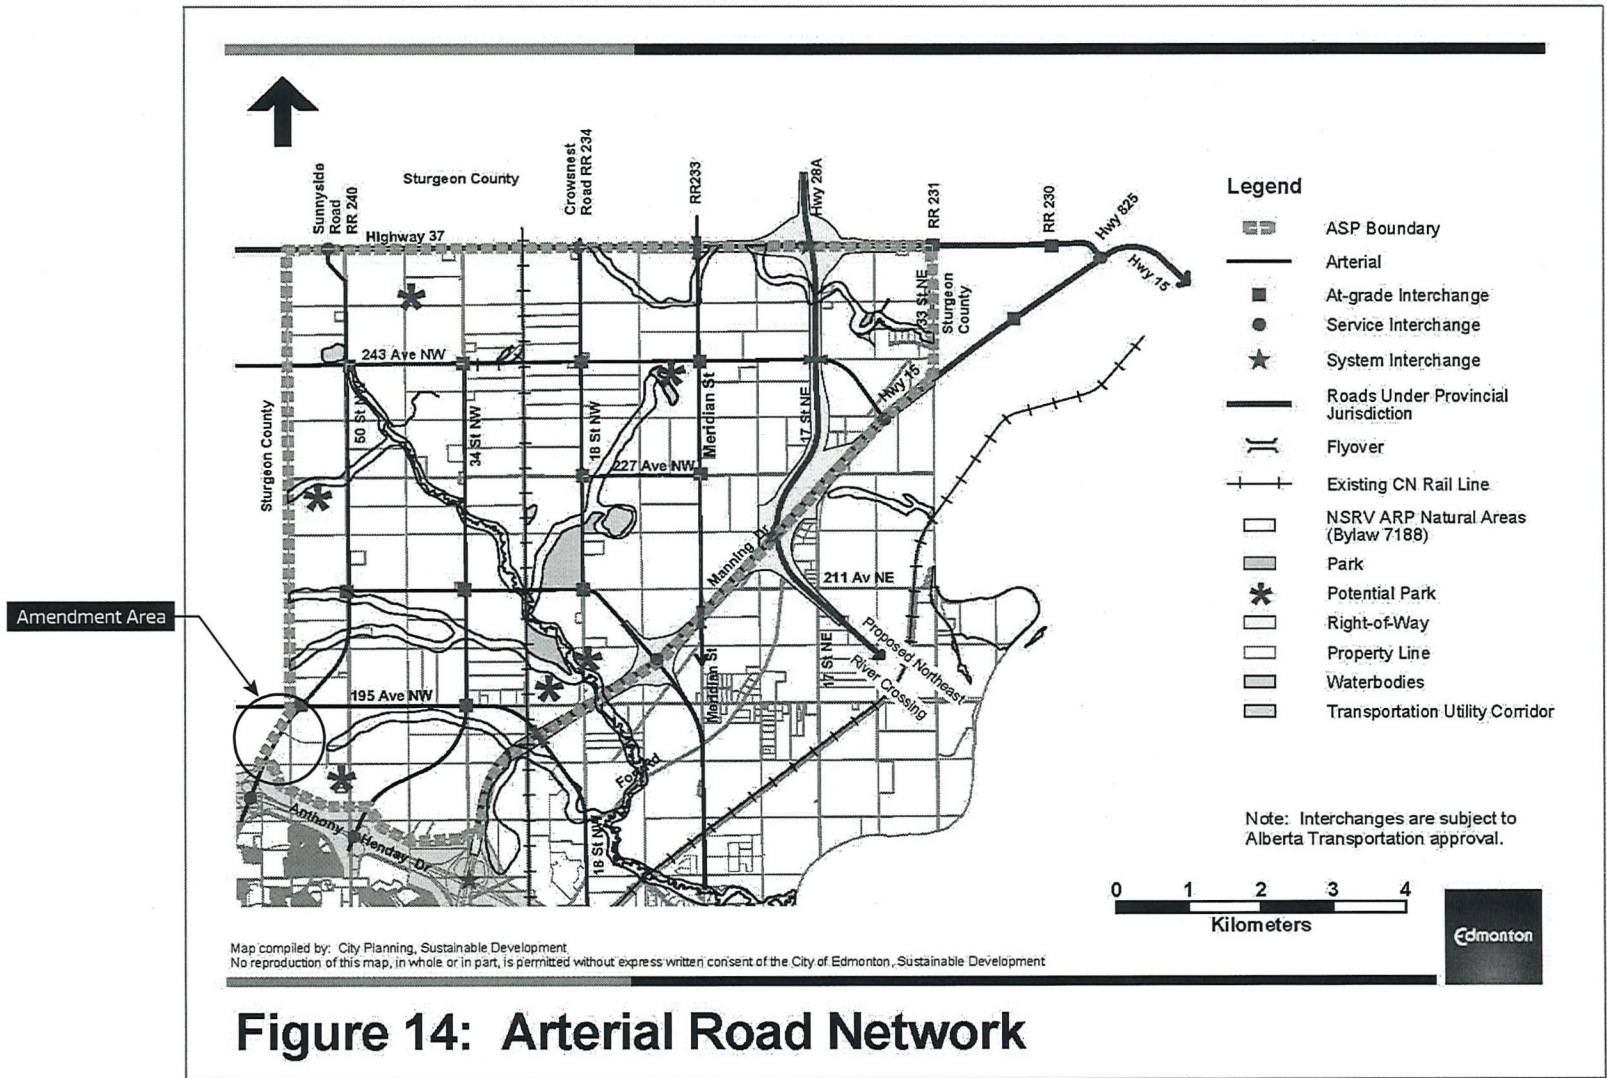 Sunnyside
Road
RR 240
Sturgeon County
Crowsnest
Road RR 234
RR233
Hwy 28A
RR 231
RR 230
Hwy 825
Hwy 15
Highway 37
33 St NE
Sturgeon
County
243 Ave NW
Hwy 15
Sturgeon County
50 St NW
34 St NW
18 St NW
Meridian St
17 St NE
227 Ave NW
Manning Dr
211 Av NE
Amendment Area
Proposed Northeast
River Crossing
17 St NE
Meridian St
195 Ave NW
Fort Rd
Anthony
Henday Dr
18 St NW
Legend
ASP Boundary
Arterial
At-grade Interchange
Service Interchange
System Interchange
Roads Under Provincial
Jurisdiction
Flyover
Existing CN Rail Line
NSRV ARP Natural Areas
(Bylaw 7188)
Park
Potential Park
Right-of-Way
Property Line
Waterbodies
Transportation Utility Corridor
Note: Interchanges are subject to
Alberta Transportation approval.
0 1 2 3 4
Kilometers
Edmonton
Map compiled by: City Planning, Sustainable Development
No reproduction of this map, in whole or in part, is permitted without express written consent of the City of Edmonton, Sustainable Development
Figure 14: Arterial Road Network